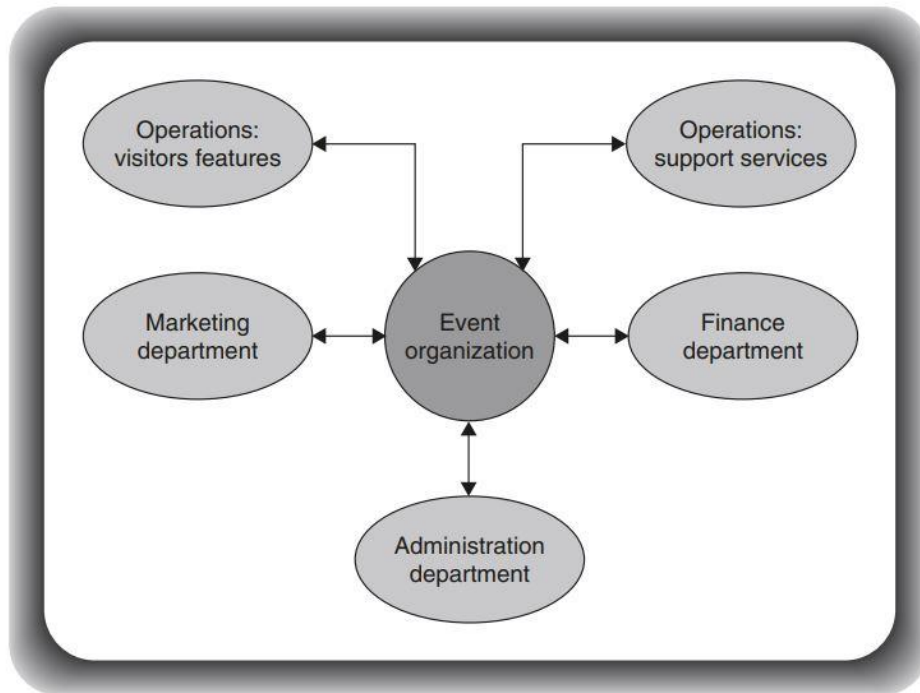 Operations:
visitors features
Operations:
support services
Marketing
department
Event
organization
Finance
department
Administration
department